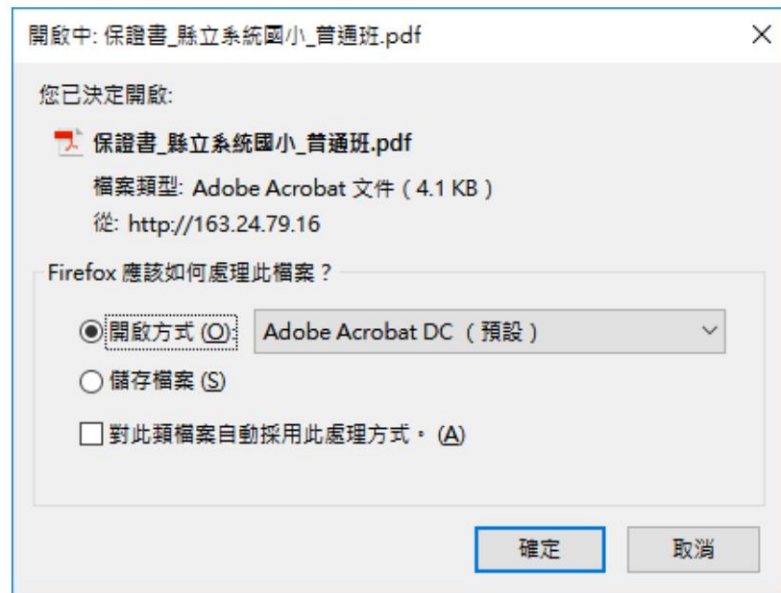 開啟中: 保證書_縣立系統國小_普通班.pdf
您已決定開啟:
保證書_縣立系統國小_普通班.pdf
檔案類型: Adobe Acrobat 文件 ( 4.1 KB )
從: http://163.24.79.16
Firefox 應該如何處理此檔案？
開啟方式 (O): Adobe Acrobat DC （預設）
儲存檔案 (S)
對此類檔案自動採用此處理方式。 (A)
確定 取消